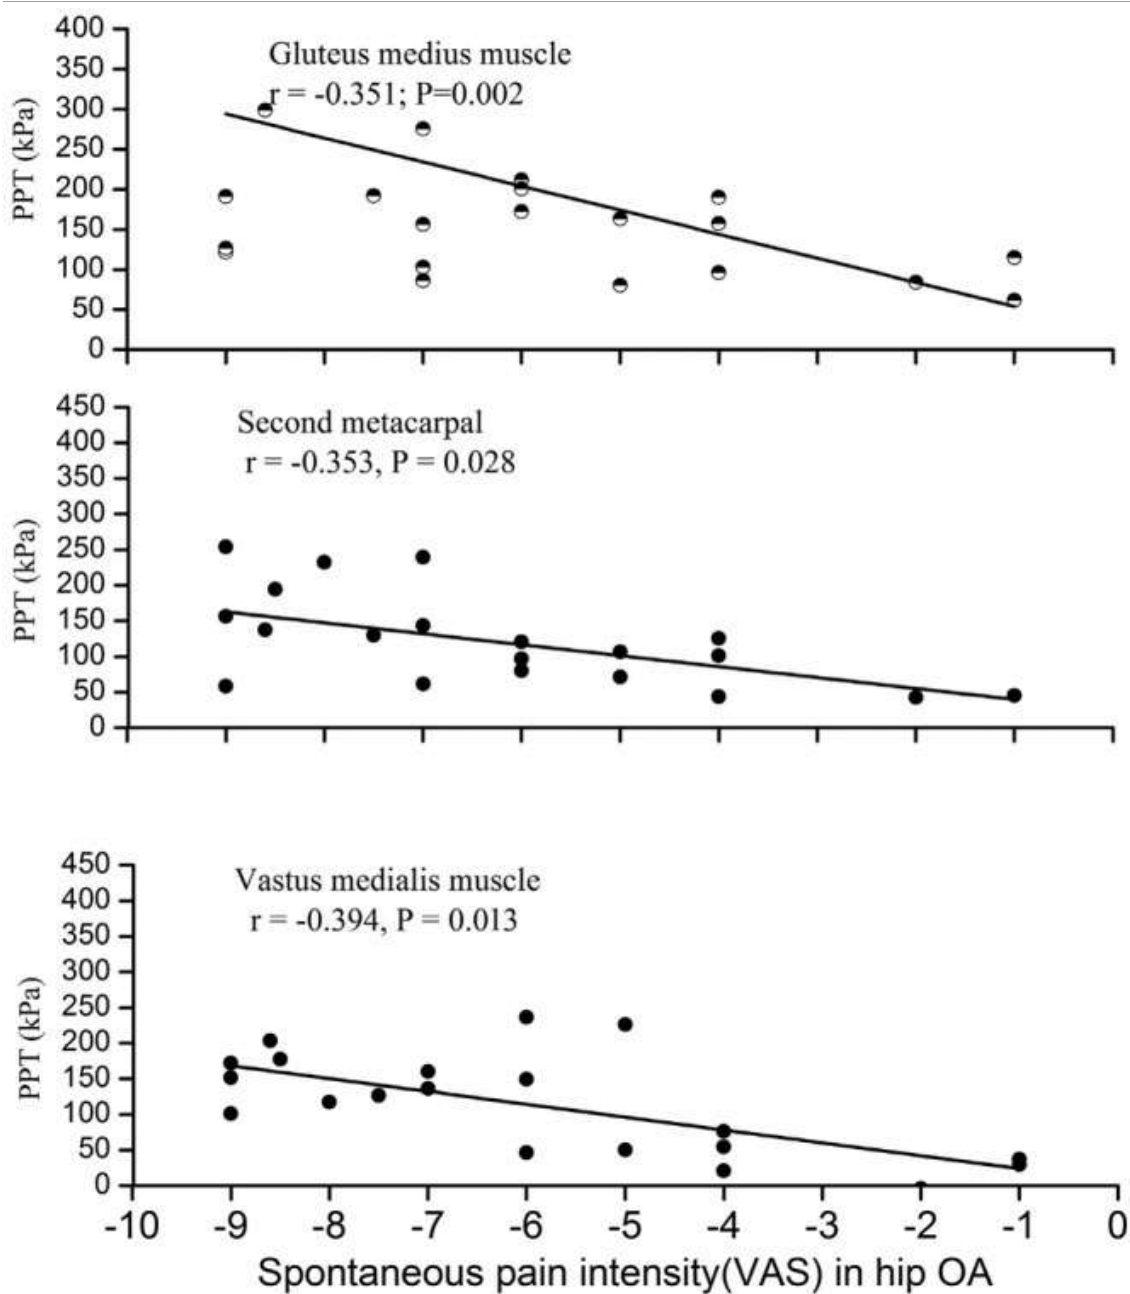 400
350
300
250
200
150
100
50
0
PPT (kPa)
Gluteus medius muscle
r = -0.351; P=0.002
450
400
350
300
250
200
150
100
50
0
PPT (kPa)
Second metacarpal
r = -0.353, P = 0.028
450
400
350
300
250
200
150
100
50
0
PPT (kPa)
Vastus medialis muscle
r = -0.394, P = 0.013
-10 -9 -8 -7 -6 -5 -4 -3 -2 -1 0
Spontaneous pain intensity(VAS) in hip OA